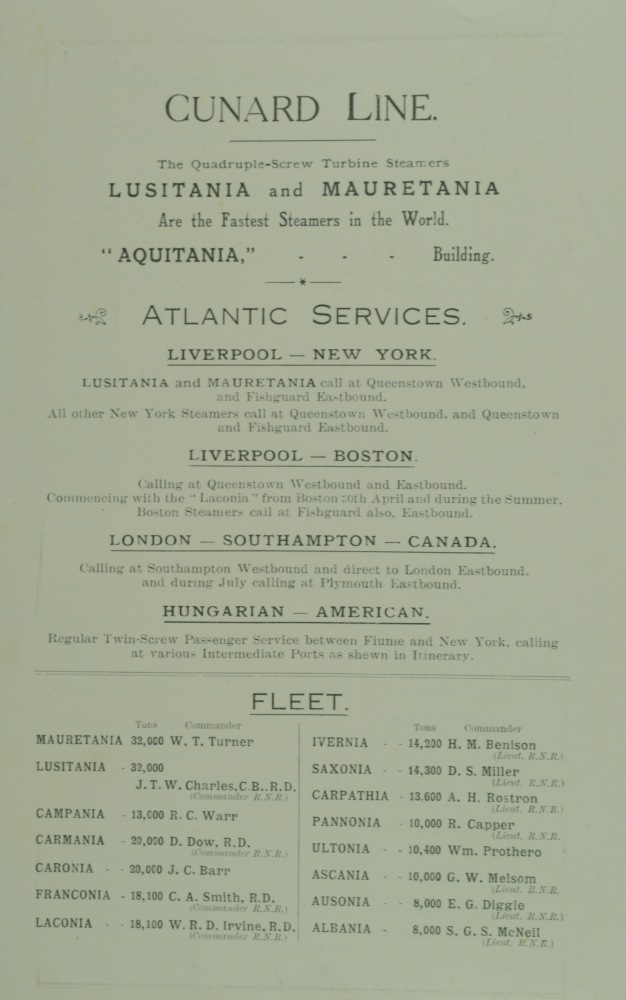 CUNARD LINE.
The Quadruple-Screw Turbine Steamers
LUSITANIA and MAURETANIA
Are the Fastest Steamers in the World.
"AQUITANIA," - - - Building.
ATLANTIC SERVICES.
LIVERPOOL — NEW YORK.
LUSITANIA and MAURETANIA call at Queenstown Westbound,
and Fishguard Eastbound.
All other New York Steamers call at Queenstown Westbound, and Queenstown
and Fishguard Eastbound.
LIVERPOOL — BOSTON.
Calling at Queenstown Westbound and Eastbound.
Commencing with the "Laconia" from Boston 30th April and during the Summer,
Boston Steamers call at Fishguard also, Eastbound.
LONDON — SOUTHAMPTON — CANADA.
Calling at Southampton Westbound and direct to London Eastbound,
and during July calling at Plymouth Eastbound.
HUNGARIAN — AMERICAN.
Regular Twin-Screw Passenger Service between Fiume and New York, calling
at various Intermediate Ports as shewn in Itinerary.
FLEET.
Tons Commander
MAURETANIA 32,000 W. T. Turner
LUSITANIA - 32,000
J. T. W. Charles, C.B., R.D.
(Commander R.N.R.)
CAMPANIA - 13,000 R. C. Warr
CARMANIA - 20,000 D. Dow, R.D.
(Commander R.N.R.)
CARONIA - - 20,000 J. C. Barr
FRANCONIA - 18,100 C. A. Smith, R.D.
(Commander R.N.R.)
LACONIA - - 18,100 W. R. D. Irvine, R.D.
(Commander R.N.R.)
Tons Commander
IVERNIA - - 14,200 H. M. Benison
(Lieut. R.N.R.)
SAXONIA - - 14,300 D. S. Miller
(Lieut. R.N.R.)
CARPATHIA - 13,600 A. H. Rostron
(Lieut. R.N.R.)
PANNONIA - 10,000 R. Capper
(Lieut. R.N.R.
ULTONIA - - 10,400 Wm. Prothero
ASCANIA - - 10,000 G. W. Melsom
(Lieut. R.N.R.
AUSONIA - - 8,000 E. G. Diggle
(Lieut. R.N.R.)
ALBANIA - 8,000 S. G. S. McNeil
(Lieut. R.N.R.)